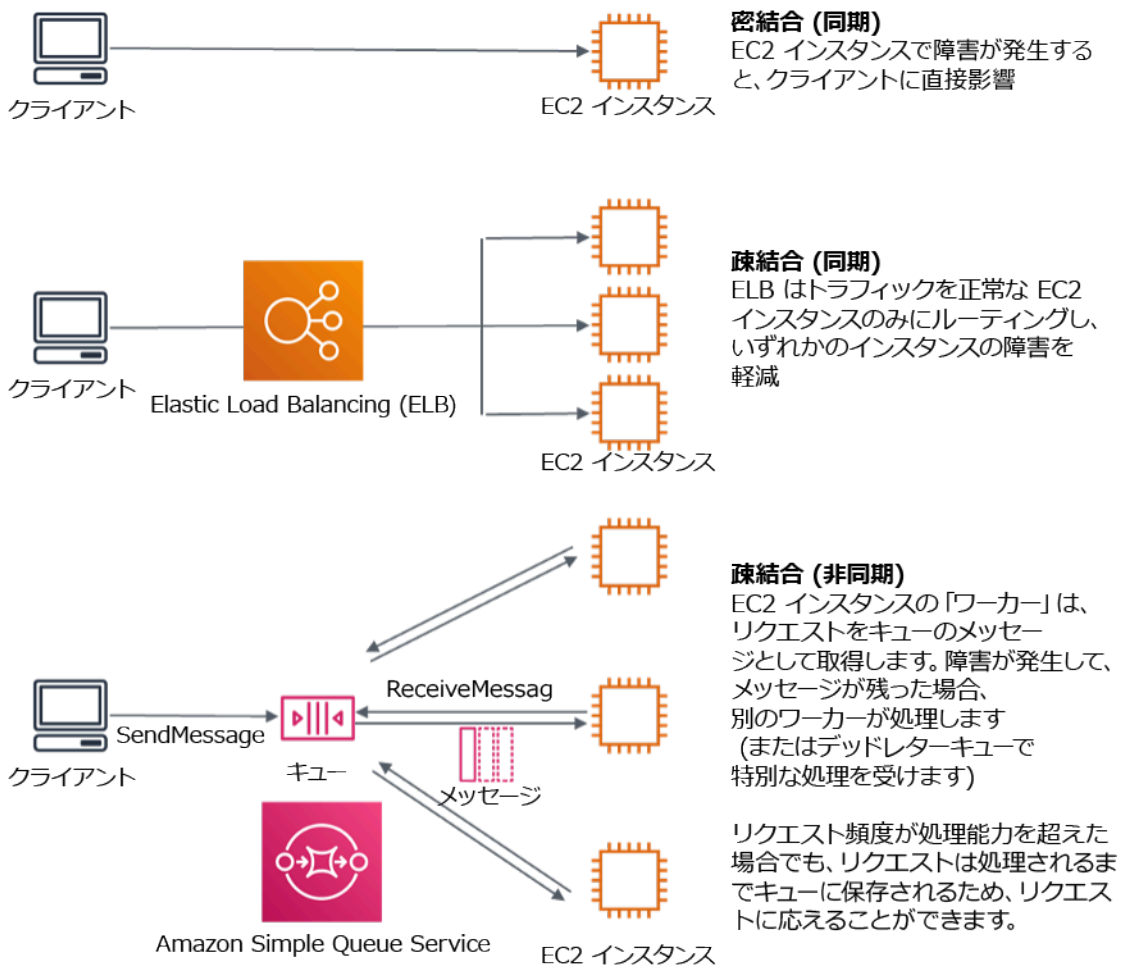 クライアント
EC2 インスタンス
密結合 (同期)
EC2 インスタンスで障害が発生する
と、クライアントに直接影響
クライアント
Elastic Load Balancing (ELB)
EC2 インスタンス
疎結合 (同期)
ELB はトラフィックを正常な EC2
インスタンスのみにルーティングし、
いずれかのインスタンスの障害を
軽減
クライアント
SendMessage
キュー
ReceiveMessag
メッセージ
Amazon Simple Queue Service
EC2 インスタンス
疎結合 (非同期)
EC2 インスタンスの「ワーカー」は、
リクエストをキューのメッセー
ジとして取得します。障害が発生して、
メッセージが残った場合、
別のワーカーが処理します
(またはデッドレターキューで
特別な処理を受けます)
リクエスト頻度が処理能力を超えた
場合でも、リクエストは処理されるま
でキューに保存されるため、リクエス
トに応えることができます。